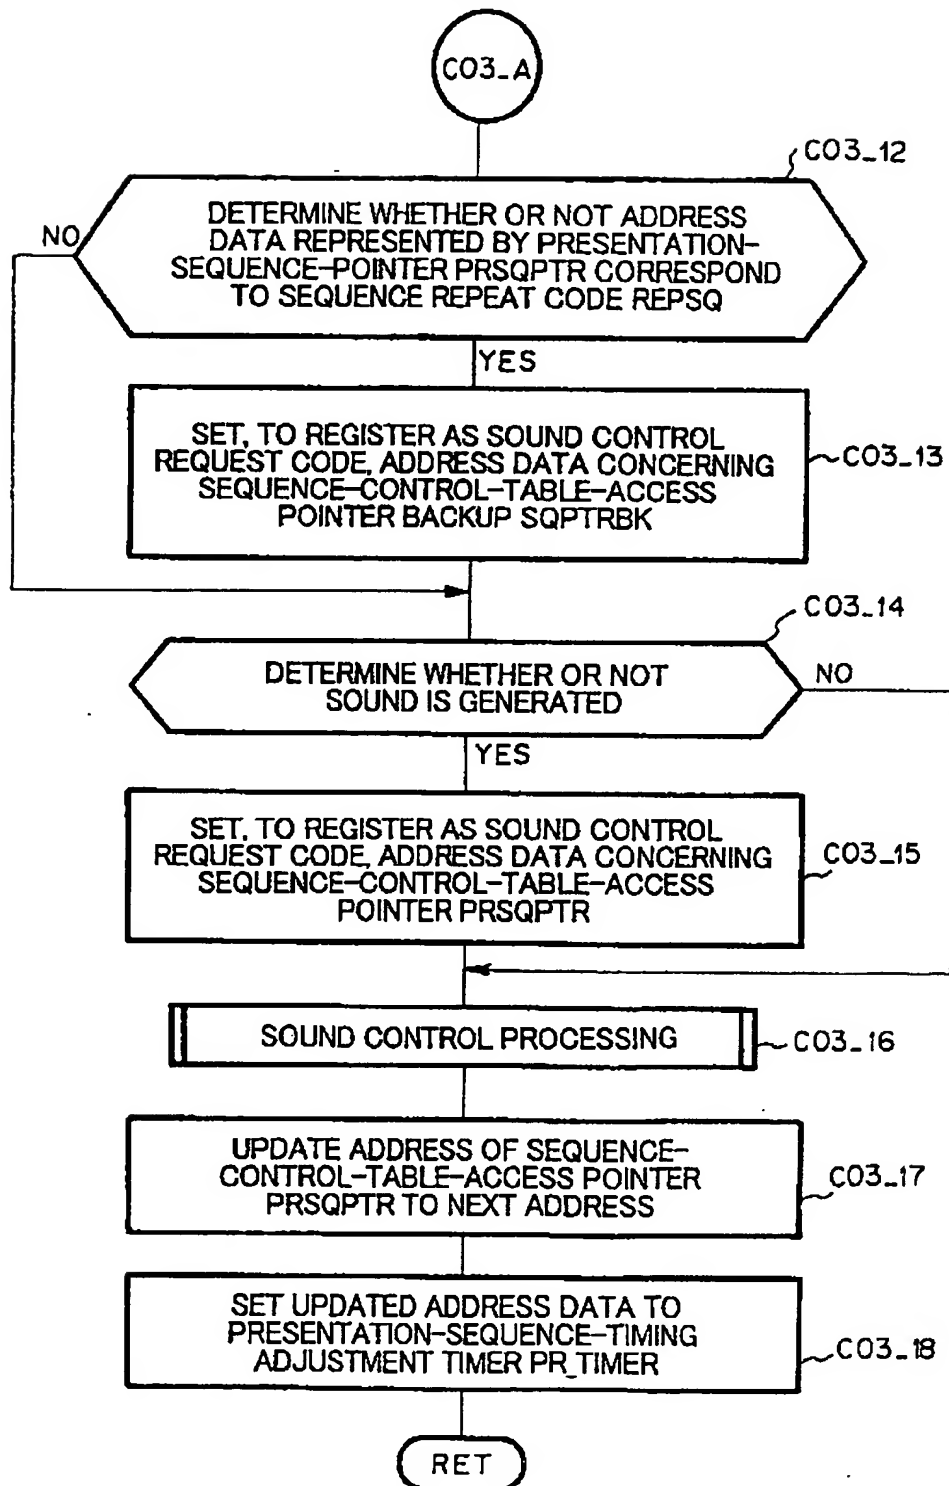 C03_A
C03_12
DETERMINE WHETHER OR NOT ADDRESS
DATA REPRESENTED BY PRESENTATION-
SEQUENCE-POINTER PRSQPTR CORRESPOND
TO SEQUENCE REPEAT CODE REPSQ
NO
YES
SET, TO REGISTER AS SOUND CONTROL
REQUEST CODE, ADDRESS DATA CONCERNING
SEQUENCE-CONTROL-TABLE-ACCESS
POINTER BACKUP SQPTRBK
C03_13
C03_14
DETERMINE WHETHER OR NOT
SOUND IS GENERATED
NO
YES
SET, TO REGISTER AS SOUND CONTROL
REQUEST CODE, ADDRESS DATA CONCERNING
SEQUENCE-CONTROL-TABLE-ACCESS
POINTER PRSQPTR
C03_15
SOUND CONTROL PROCESSING
C03_16
UPDATE ADDRESS OF SEQUENCE-
CONTROL-TABLE-ACCESS POINTER
PRSQPTR TO NEXT ADDRESS
C03_17
SET UPDATED ADDRESS DATA TO
PRESENTATION-SEQUENCE-TIMING
ADJUSTMENT TIMER PR_TIMER
C03_18
RET